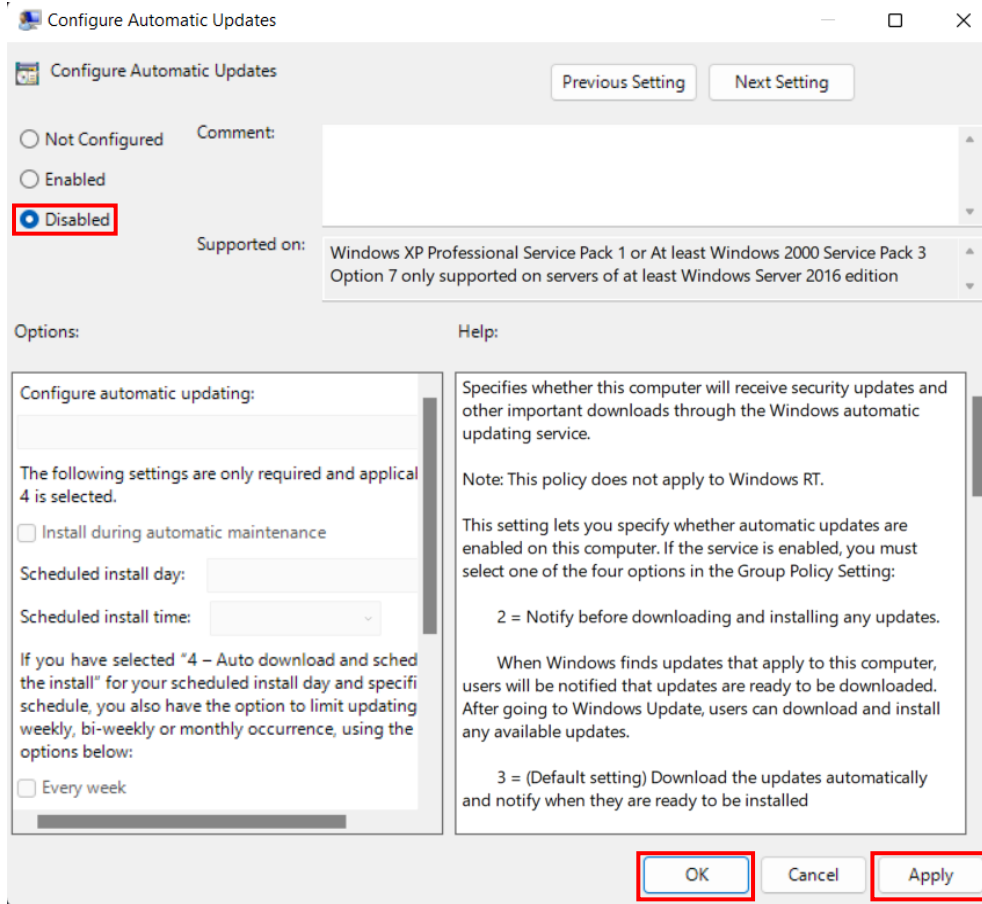 Configure Automatic Updates
Configure Automatic Updates
Previous Setting
Next Setting
Not Configured
Comment:
Enabled
Disabled
Supported on:
Windows XP Professional Service Pack 1 or At least Windows 2000 Service Pack 3
Option 7 only supported on servers of at least Windows Server 2016 edition
Options:
Help:
Configure automatic updating:
The following settings are only required and applical
4 is selected.
Install during automatic maintenance
Scheduled install day:
Scheduled install time:
If you have selected “4 – Auto download and sched
the install” for your scheduled install day and specifi
schedule, you also have the option to limit updating
weekly, bi-weekly or monthly occurrence, using the
options below:
Every week
Specifies whether this computer will receive security updates and
other important downloads through the Windows automatic
updating service.
Note: This policy does not apply to Windows RT.
This setting lets you specify whether automatic updates are
enabled on this computer. If the service is enabled, you must
select one of the four options in the Group Policy Setting:
2 = Notify before downloading and installing any updates.
When Windows finds updates that apply to this computer,
users will be notified that updates are ready to be downloaded.
After going to Windows Update, users can download and install
any available updates.
3 = (Default setting) Download the updates automatically
and notify when they are ready to be installed
OK
Cancel
Apply